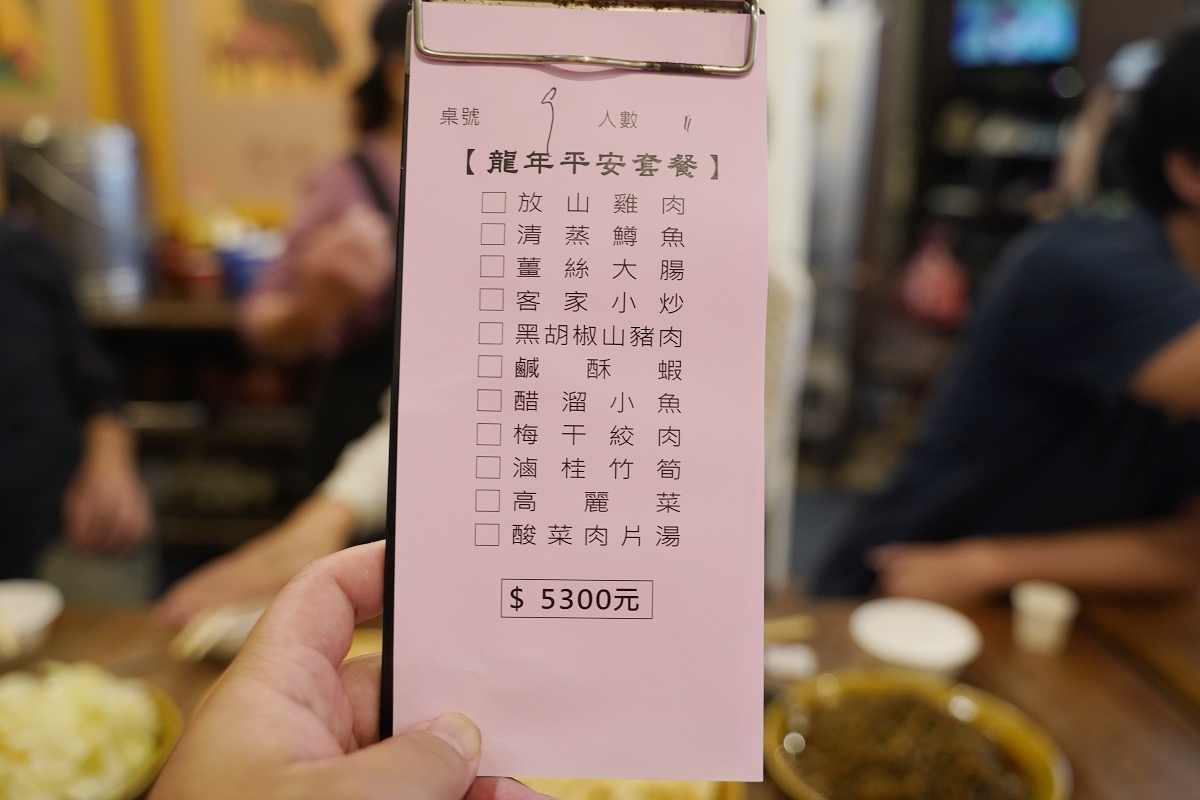 桌號 9 人數 11
【龍年平安套餐】
□放山雞肉
□清蒸鱒魚
□薑絲大腸
□客家小炒
□黑胡椒山豬肉
□鹹酥蝦
□醋溜小魚
□梅干絞肉
□滷桂竹筍
□高麗菜
□酸菜肉片湯
$ 5300元